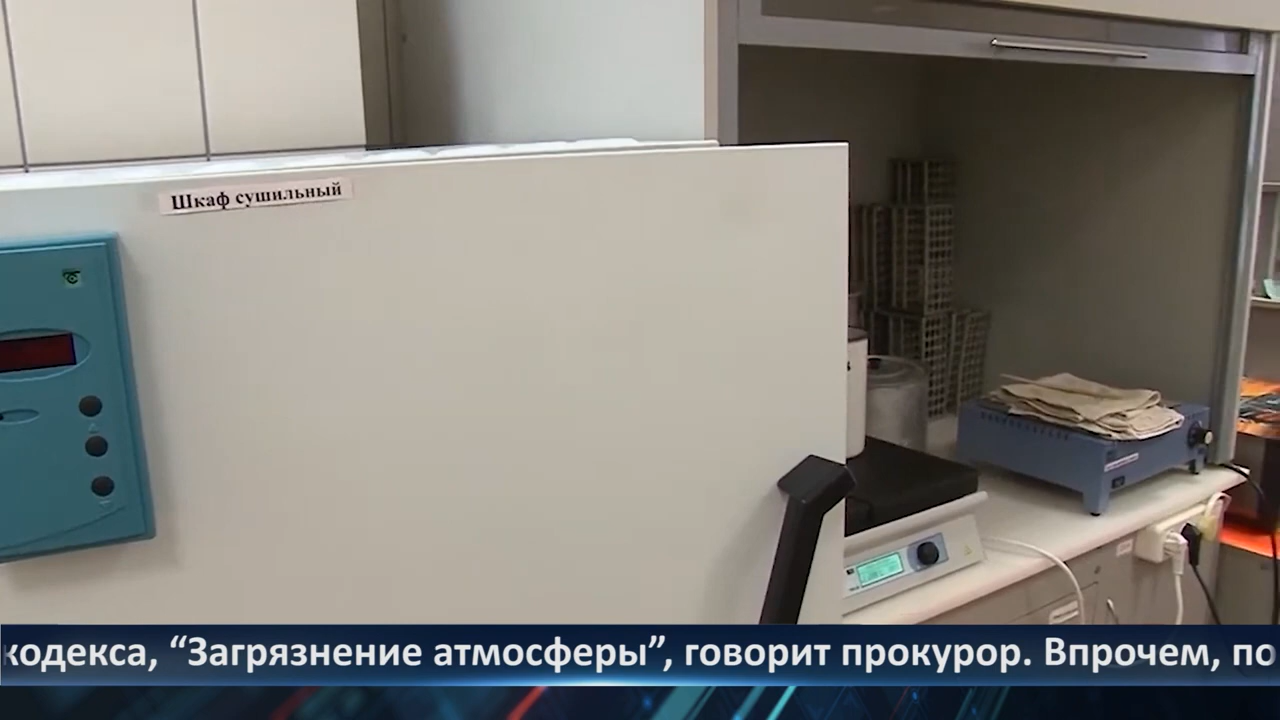 Шкаф сушильный
кодекса, “Загрязнение атмосферы”, говорит прокурор. Впрочем, по